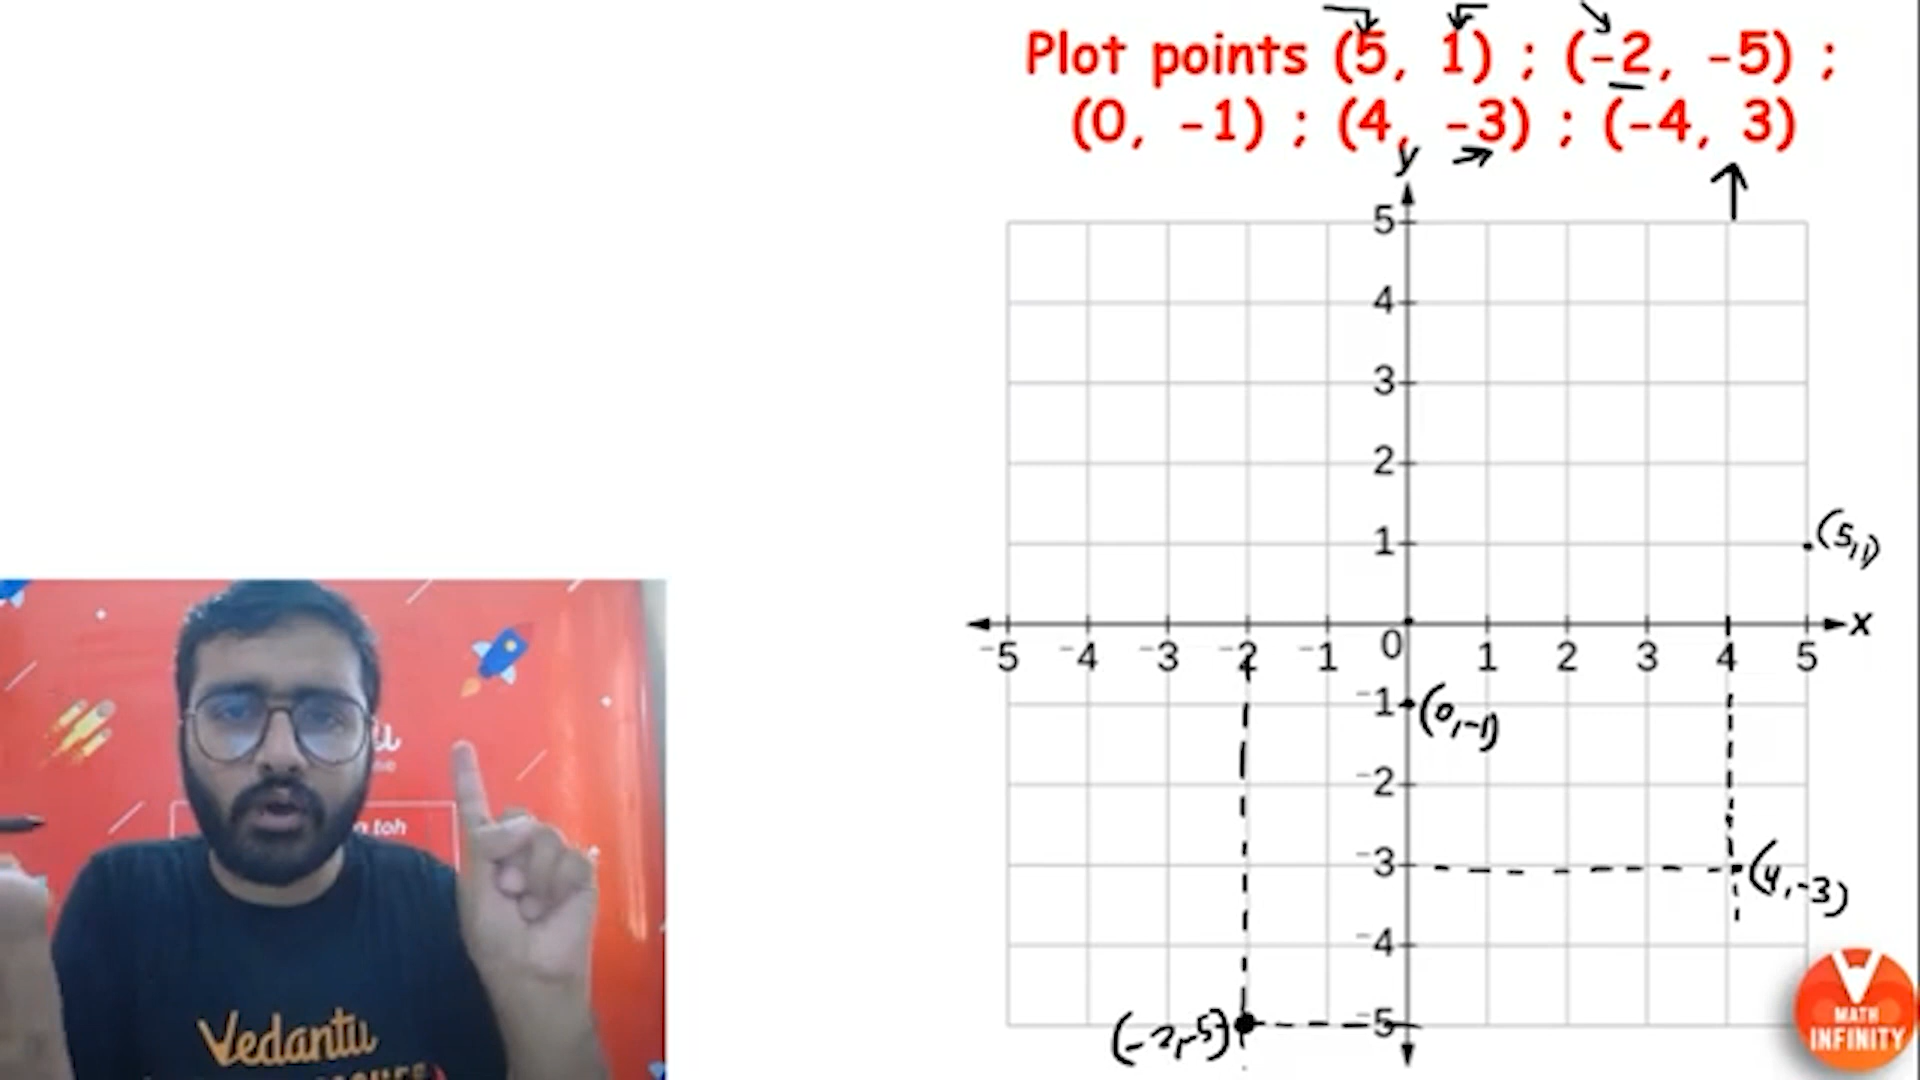 Plot points (5, 1) ; (-2, -5) ;
(0, -1) ; (4, -3) ; (-4, 3)
y
5
4
3
2
1
(5,1)
x
-5 -4 -3 -2 -1 0 1 2 3 4 5
-1
(0,-1)
-2
-3
(4,-3)
-4
-5
(-2,-5)
u
n toh
Vedantu
MATH
INFINITY